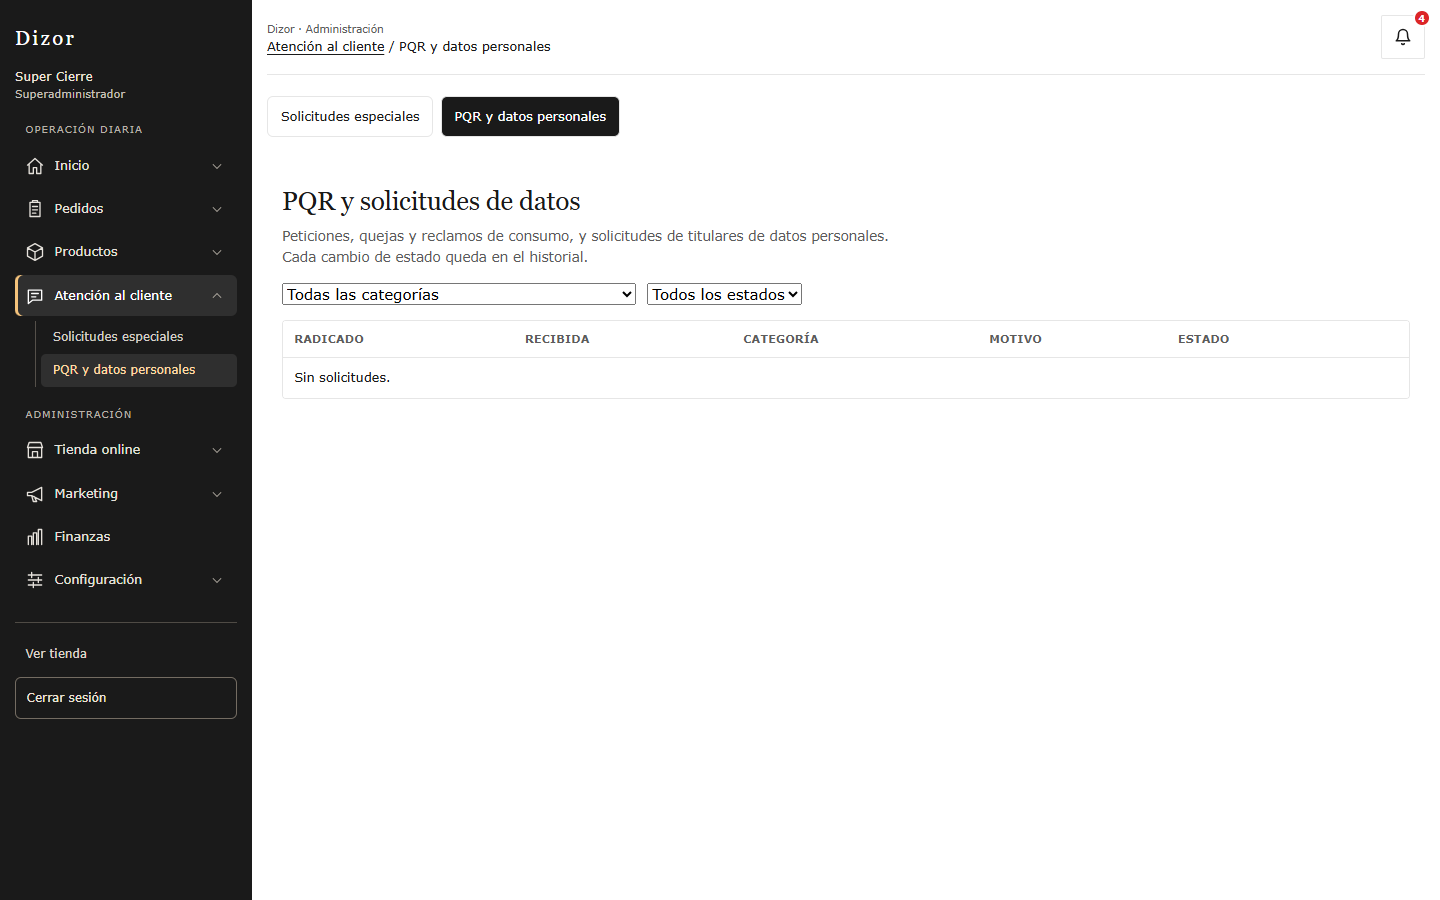 Dizor
Super Cierre
Superadministrador
OPERACIÓN DIARIA
Inicio
Pedidos
Productos
Atención al cliente
Solicitudes especiales
PQR y datos personales
ADMINISTRACIÓN
Tienda online
Marketing
Finanzas
Configuración
Ver tienda
Cerrar sesión
Dizor · Administración
Atención al cliente / PQR y datos personales
4
Solicitudes especiales PQR y datos personales
PQR y solicitudes de datos
Peticiones, quejas y reclamos de consumo, y solicitudes de titulares de datos personales.
Cada cambio de estado queda en el historial.
Todas las categorías Todos los estados
RADICADO RECIBIDA CATEGORÍA MOTIVO ESTADO
Sin solicitudes.